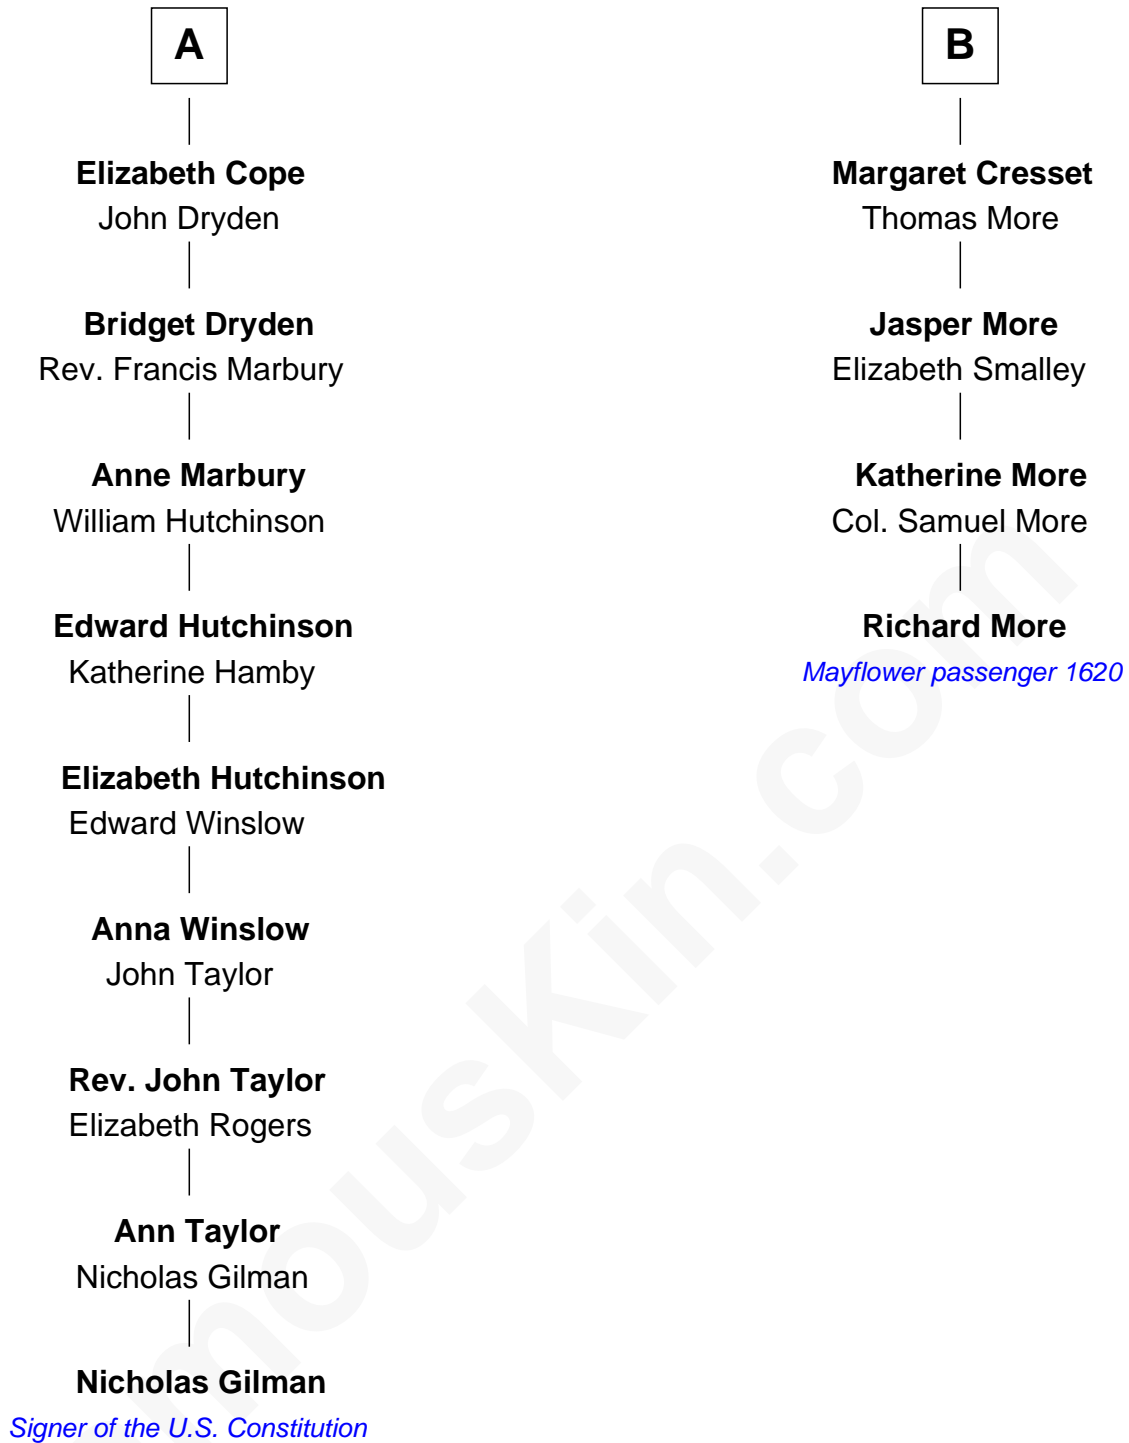 A
Elizabeth Cope
John Dryden
Bridget Dryden
Rev. Francis Marbury
Anne Marbury
William Hutchinson
Edward Hutchinson
Katherine Hamby
Elizabeth Hutchinson
Edward Winslow
Anna Winslow
John Taylor
Rev. John Taylor
Elizabeth Rogers
Ann Taylor
Nicholas Gilman
Nicholas Gilman
Signer of the U.S. Constitution
B
Margaret Cresset
Thomas More
Jasper More
Elizabeth Smalley
Katherine More
Col. Samuel More
Richard More
Mayflower passenger 1620
mouskin.com